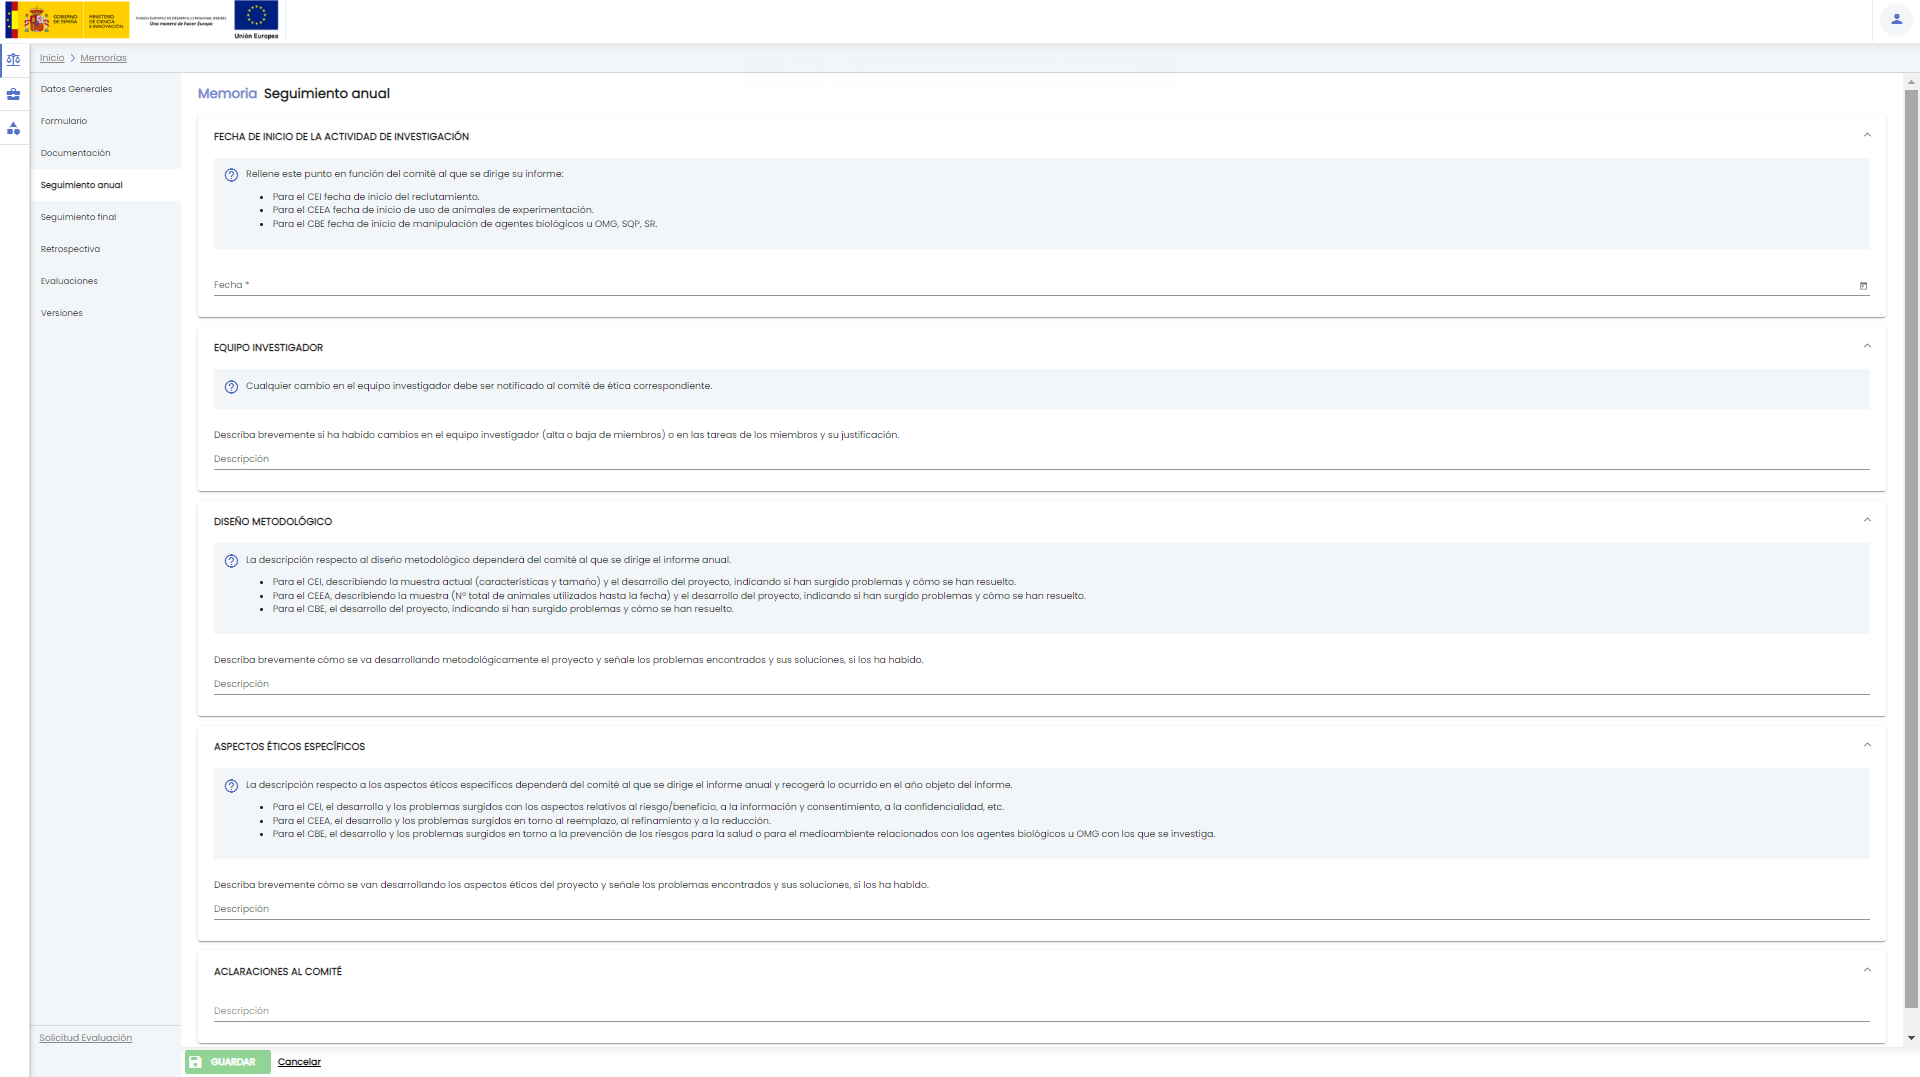 GOBIERNO
DE ESPAÑA
MINISTERIO
DE CIENCIA
E INNOVACIÓN
FONDO EUROPEO DE DESARROLLO REGIONAL (FEDER)
Una manera de hacer Europa
Unión Europea
Inicio > Memorias
Datos Generales
Formulario
Documentación
Seguimiento anual
Seguimiento final
Retrospectiva
Evaluaciones
Versiones
Solicitud Evaluación
Memoria Seguimiento anual
FECHA DE INICIO DE LA ACTIVIDAD DE INVESTIGACIÓN
Rellene este punto en función del comité al que se dirige su informe:
• Para el CEI fecha de inicio del reclutamiento.
• Para el CEEA fecha de inicio de uso de animales de experimentación.
• Para el CBE fecha de inicio de manipulación de agentes biológicos u OMG, SQP, SR.
Fecha *
EQUIPO INVESTIGADOR
Cualquier cambio en el equipo investigador debe ser notificado al comité de ética correspondiente.
Describa brevemente si ha habido cambios en el equipo investigador (alta o baja de miembros) o en las tareas de los miembros y su justificación.
Descripción
DISEÑO METODOLÓGICO
La descripción respecto al diseño metodológico dependerá del comité al que se dirige el informe anual.
• Para el CEI, describiendo la muestra actual (características y tamaño) y el desarrollo del proyecto, indicando si han surgido problemas y cómo se han resuelto.
• Para el CEEA, describiendo la muestra (Nº total de animales utilizados hasta la fecha) y el desarrollo del proyecto, indicando si han surgido problemas y cómo se han resuelto.
• Para el CBE, el desarrollo del proyecto, indicando si han surgido problemas y cómo se han resuelto.
Describa brevemente cómo se va desarrollando metodológicamente el proyecto y señale los problemas encontrados y sus soluciones, si los ha habido.
Descripción
ASPECTOS ÉTICOS ESPECÍFICOS
La descripción respecto a los aspectos éticos específicos dependerá del comité al que se dirige el informe anual y recogerá lo ocurrido en el año objeto del informe.
• Para el CEI, el desarrollo y los problemas surgidos con los aspectos relativos al riesgo/beneficio, a la información y consentimiento, a la confidencialidad, etc.
• Para el CEEA, el desarrollo y los problemas surgidos en torno al reemplazo, al refinamiento y a la reducción.
• Para el CBE, el desarrollo y los problemas surgidos en torno a la prevención de los riesgos para la salud o para el medioambiente relacionados con los agentes biológicos u OMG con los que se investiga.
Describa brevemente cómo se van desarrollando los aspectos éticos del proyecto y señale los problemas encontrados y sus soluciones, si los ha habido.
Descripción
ACLARACIONES AL COMITÉ
Descripción
GUARDAR Cancelar